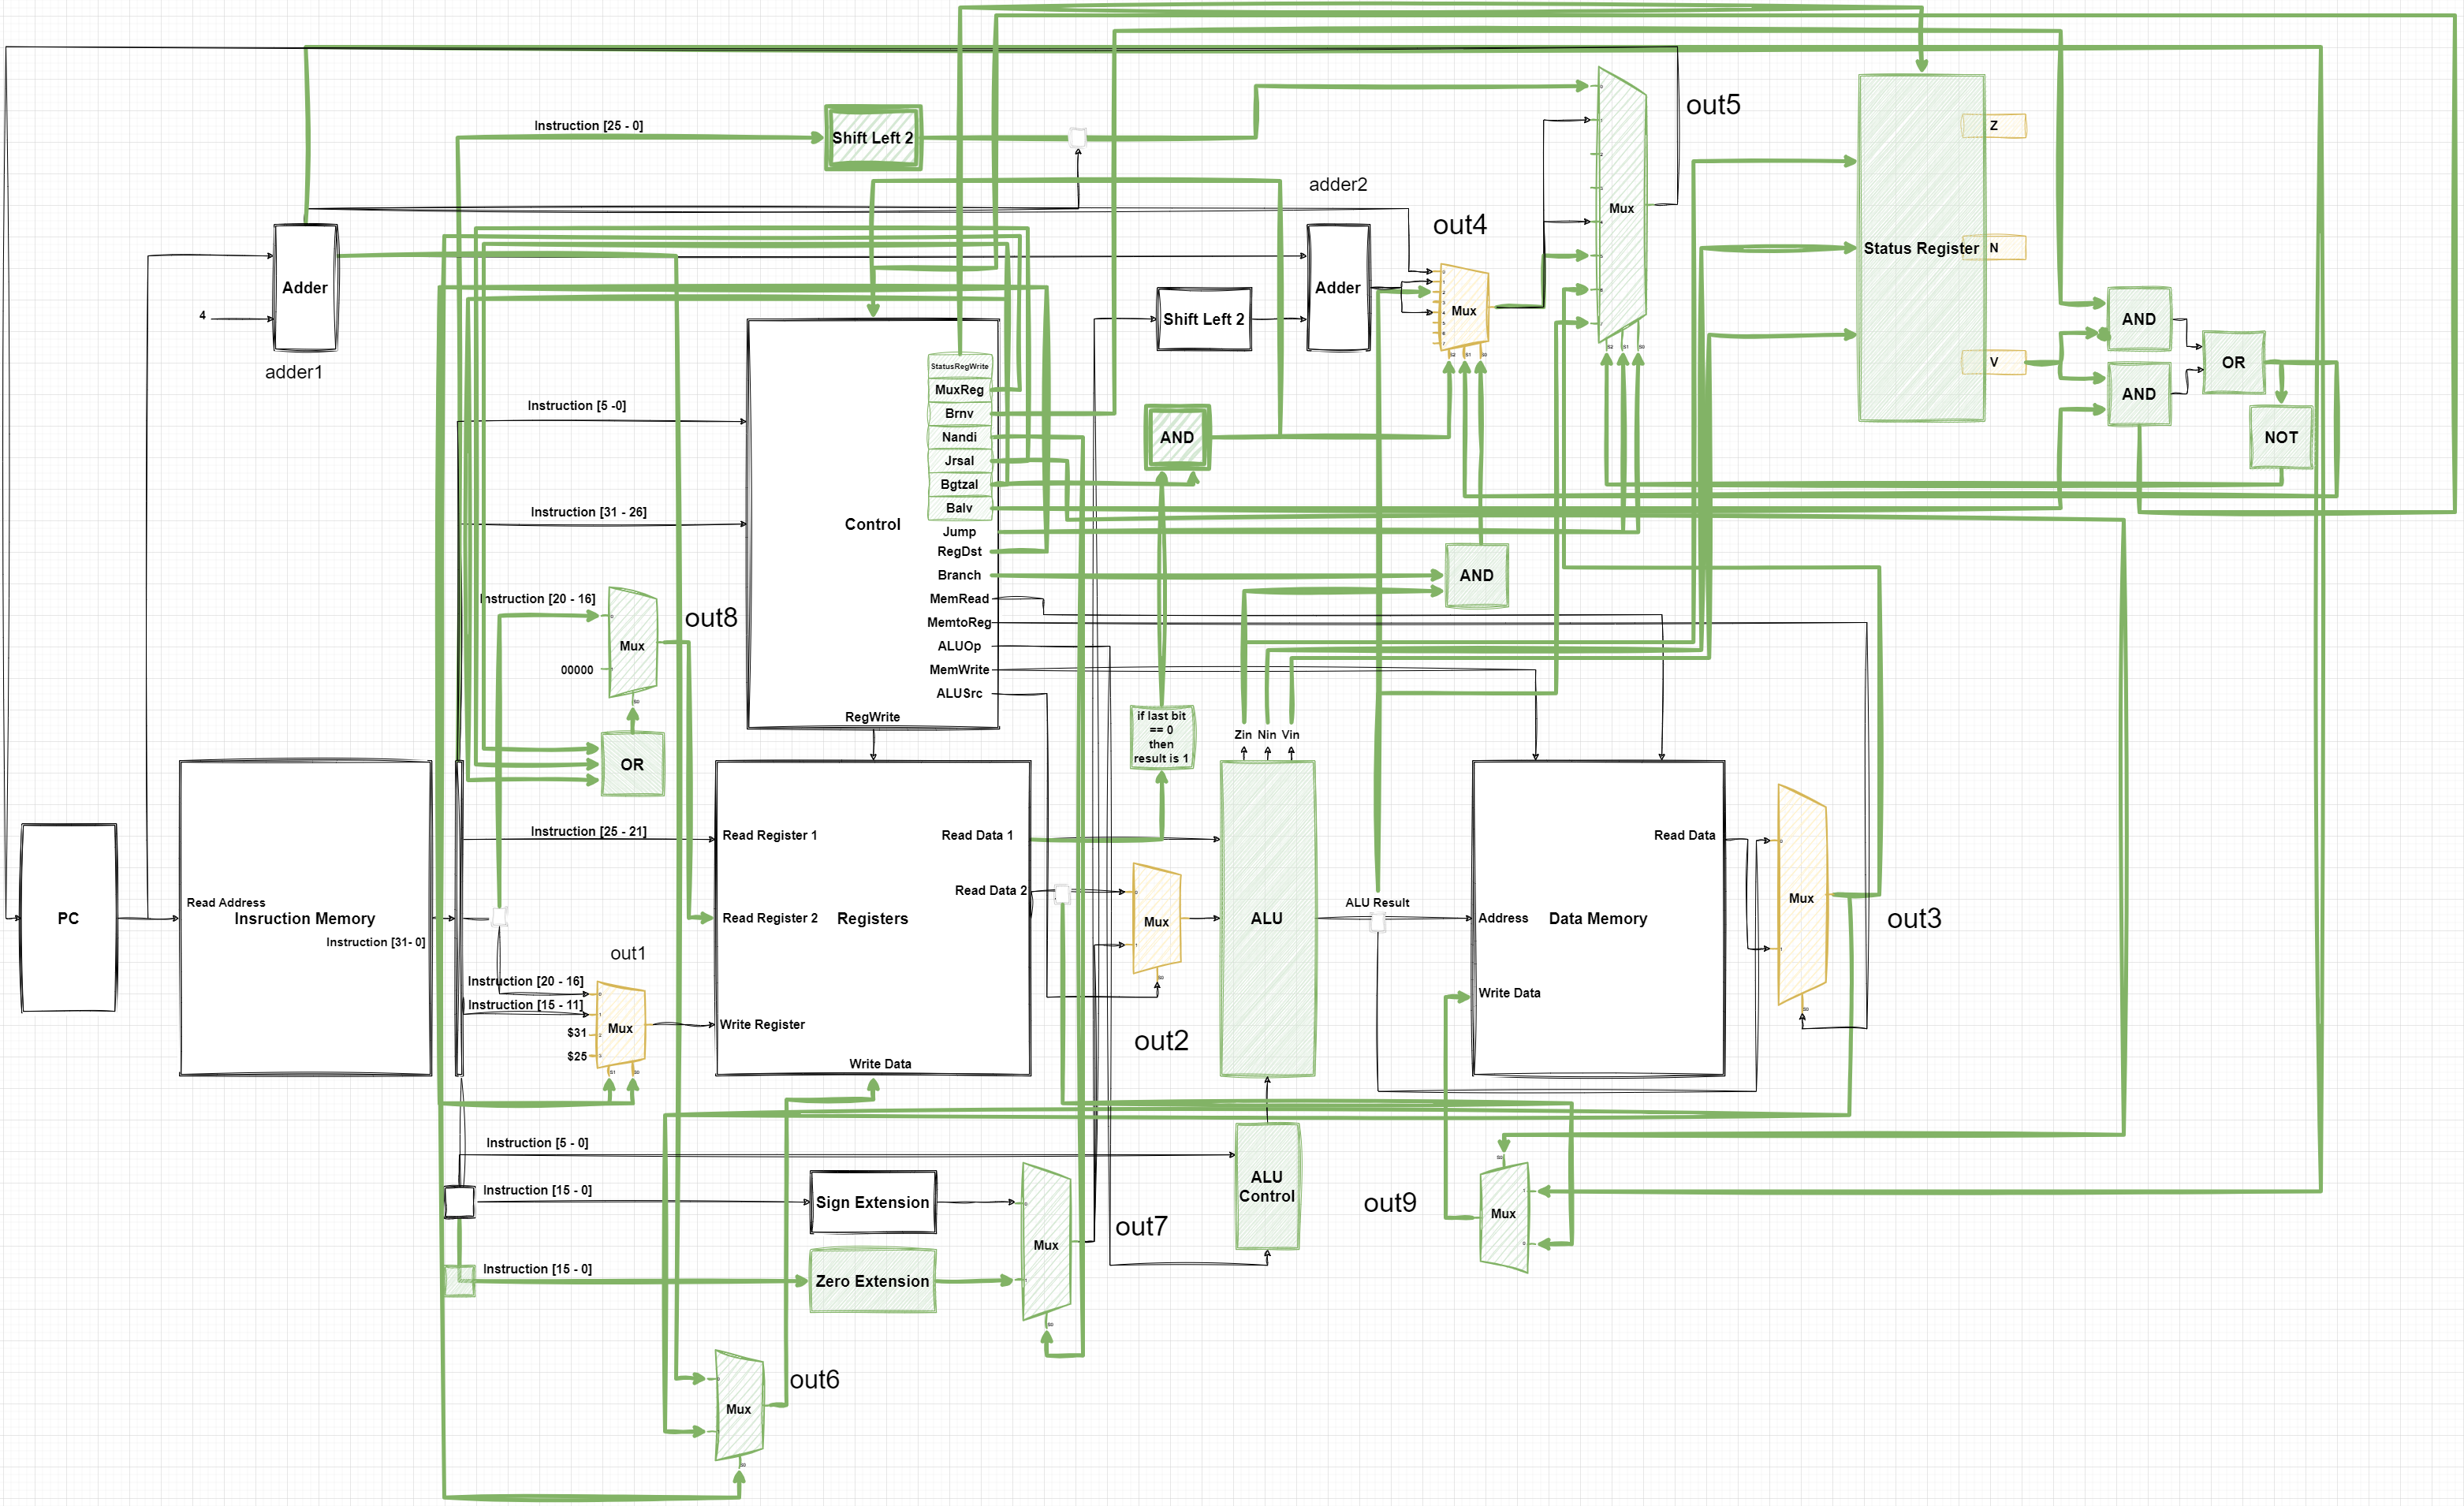 out5
Z
Instruction [25 - 0]
Shift Left 2
adder2
out4
Mux
Status Register
N
Adder
Adder
Mux
4
Shift Left 2
AND
adder1
StatusRegWrite
V
OR
MuxReg
AND
Instruction [5 -0]
Brnv
Nandi
AND
NOT
Jrsal
Bgtzal
Instruction [31 - 26]
Balv
Control
Jump
RegDst
Branch
AND
Instruction [20 - 16]
MemRead
out8
MemtoReg
Mux
ALUOp
00000
MemWrite
ALUSrc
RegWrite
if last bit
== 0
then
result is 1
Zin
Nin
Vin
OR
Instruction [25 - 21]
Read Register 1
Read Data 1
Read Data
Read Data 2
Read Address
ALU Result
Mux
PC
Insruction Memory
Read Register 2
Registers
Mux
ALU
Address
Data Memory
out3
Instruction [31- 0]
out1
Instruction [20 - 16]
Instruction [15 - 11]
Write Data
$31
Mux
Write Register
out2
$25
Write Data
Instruction [5 - 0]
ALU
Control
Instruction [15 - 0]
Sign Extension
out9
Mux
out7
Mux
Instruction [15 - 0]
Zero Extension
out6
Mux